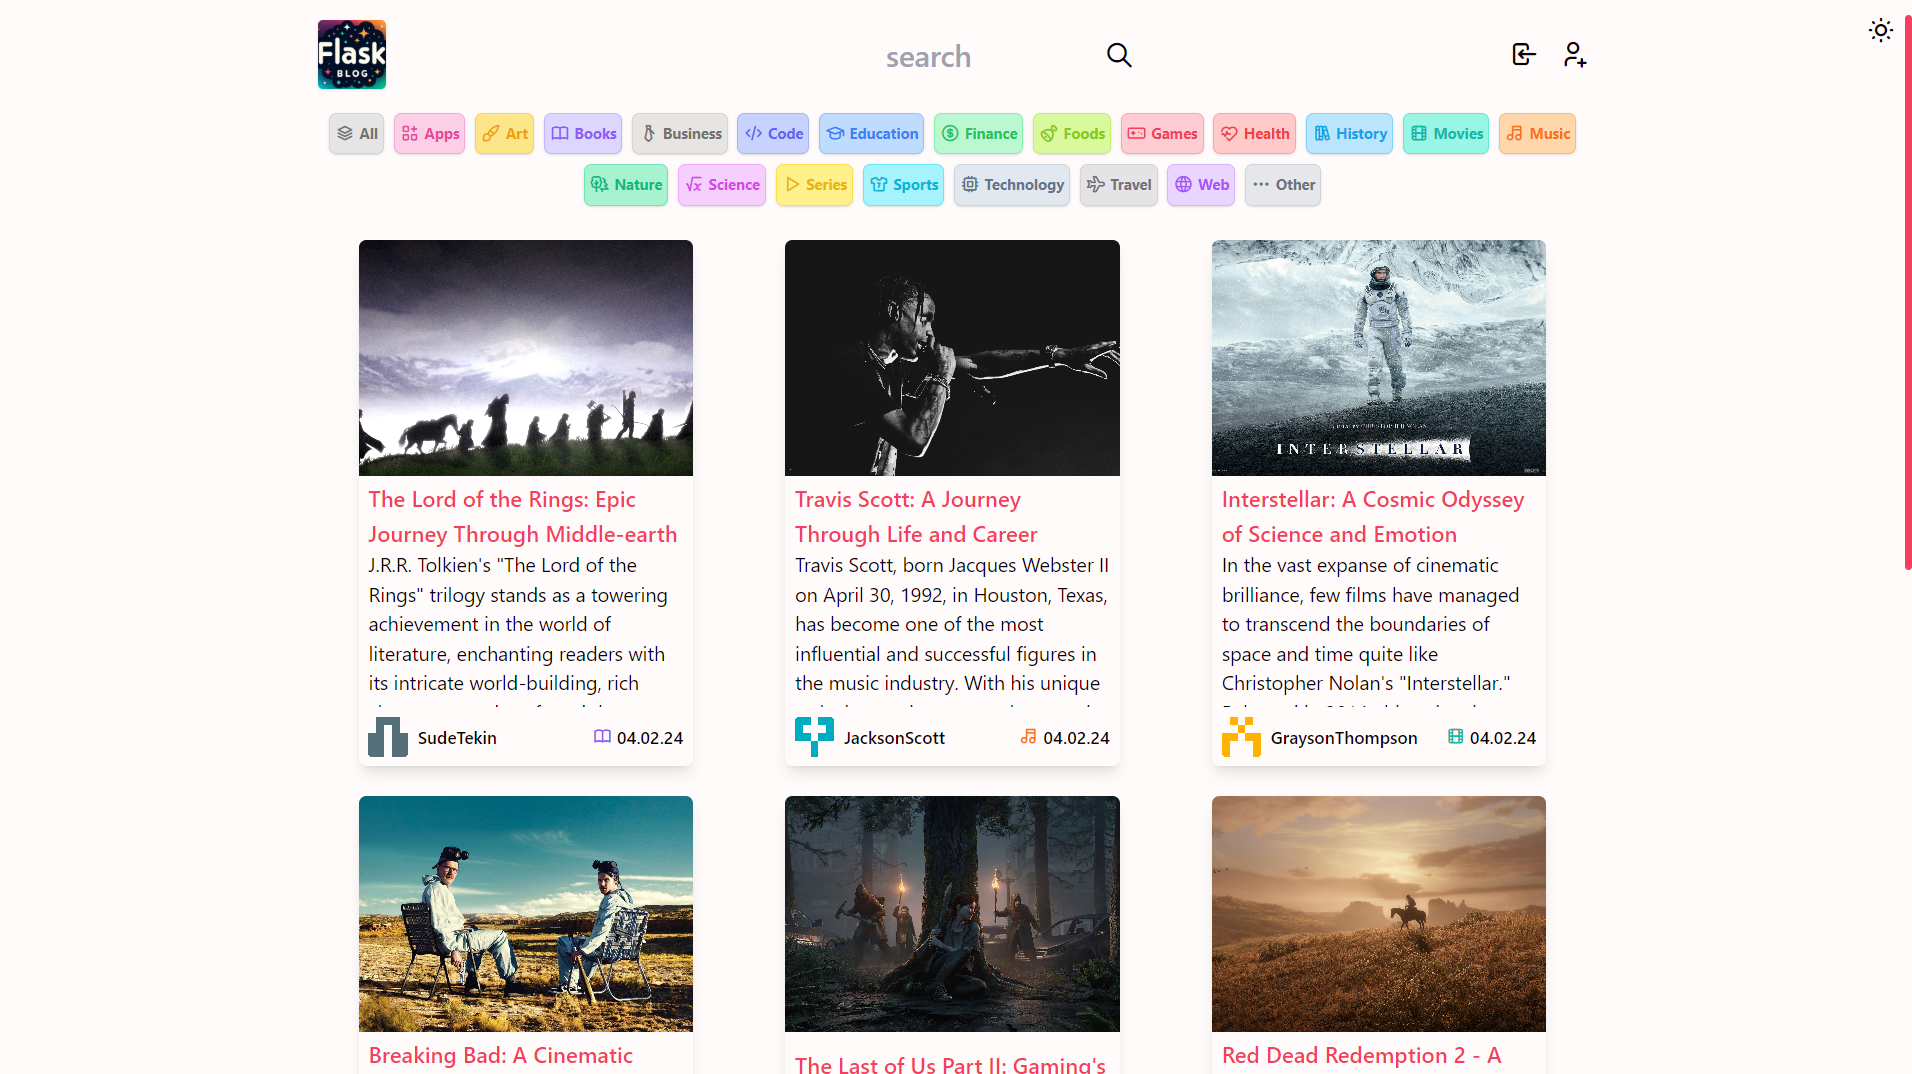 Flask
BLOG
search
All
Apps
Art
Books
Business
Code
Education
Finance
Foods
Games
Health
History
Movies
Music
Nature
Science
Series
Sports
Technology
Travel
Web
Other
INTERSTELLAR
The Lord of the Rings: Epic
Journey Through Middle-earth
J.R.R. Tolkien's "The Lord of the
Rings" trilogy stands as a towering
achievement in the world of
literature, enchanting readers with
its intricate world-building, rich
SudeTekin
04.02.24
Travis Scott: A Journey
Through Life and Career
Travis Scott, born Jacques Webster II
on April 30, 1992, in Houston, Texas,
has become one of the most
influential and successful figures in
the music industry. With his unique
JacksonScott
04.02.24
Interstellar: A Cosmic Odyssey
of Science and Emotion
In the vast expanse of cinematic
brilliance, few films have managed
to transcend the boundaries of
space and time quite like
Christopher Nolan's "Interstellar."
GraysonThompson
04.02.24
Breaking Bad: A Cinematic
The Last of Us Part II: Gaming's
Red Dead Redemption 2 - A